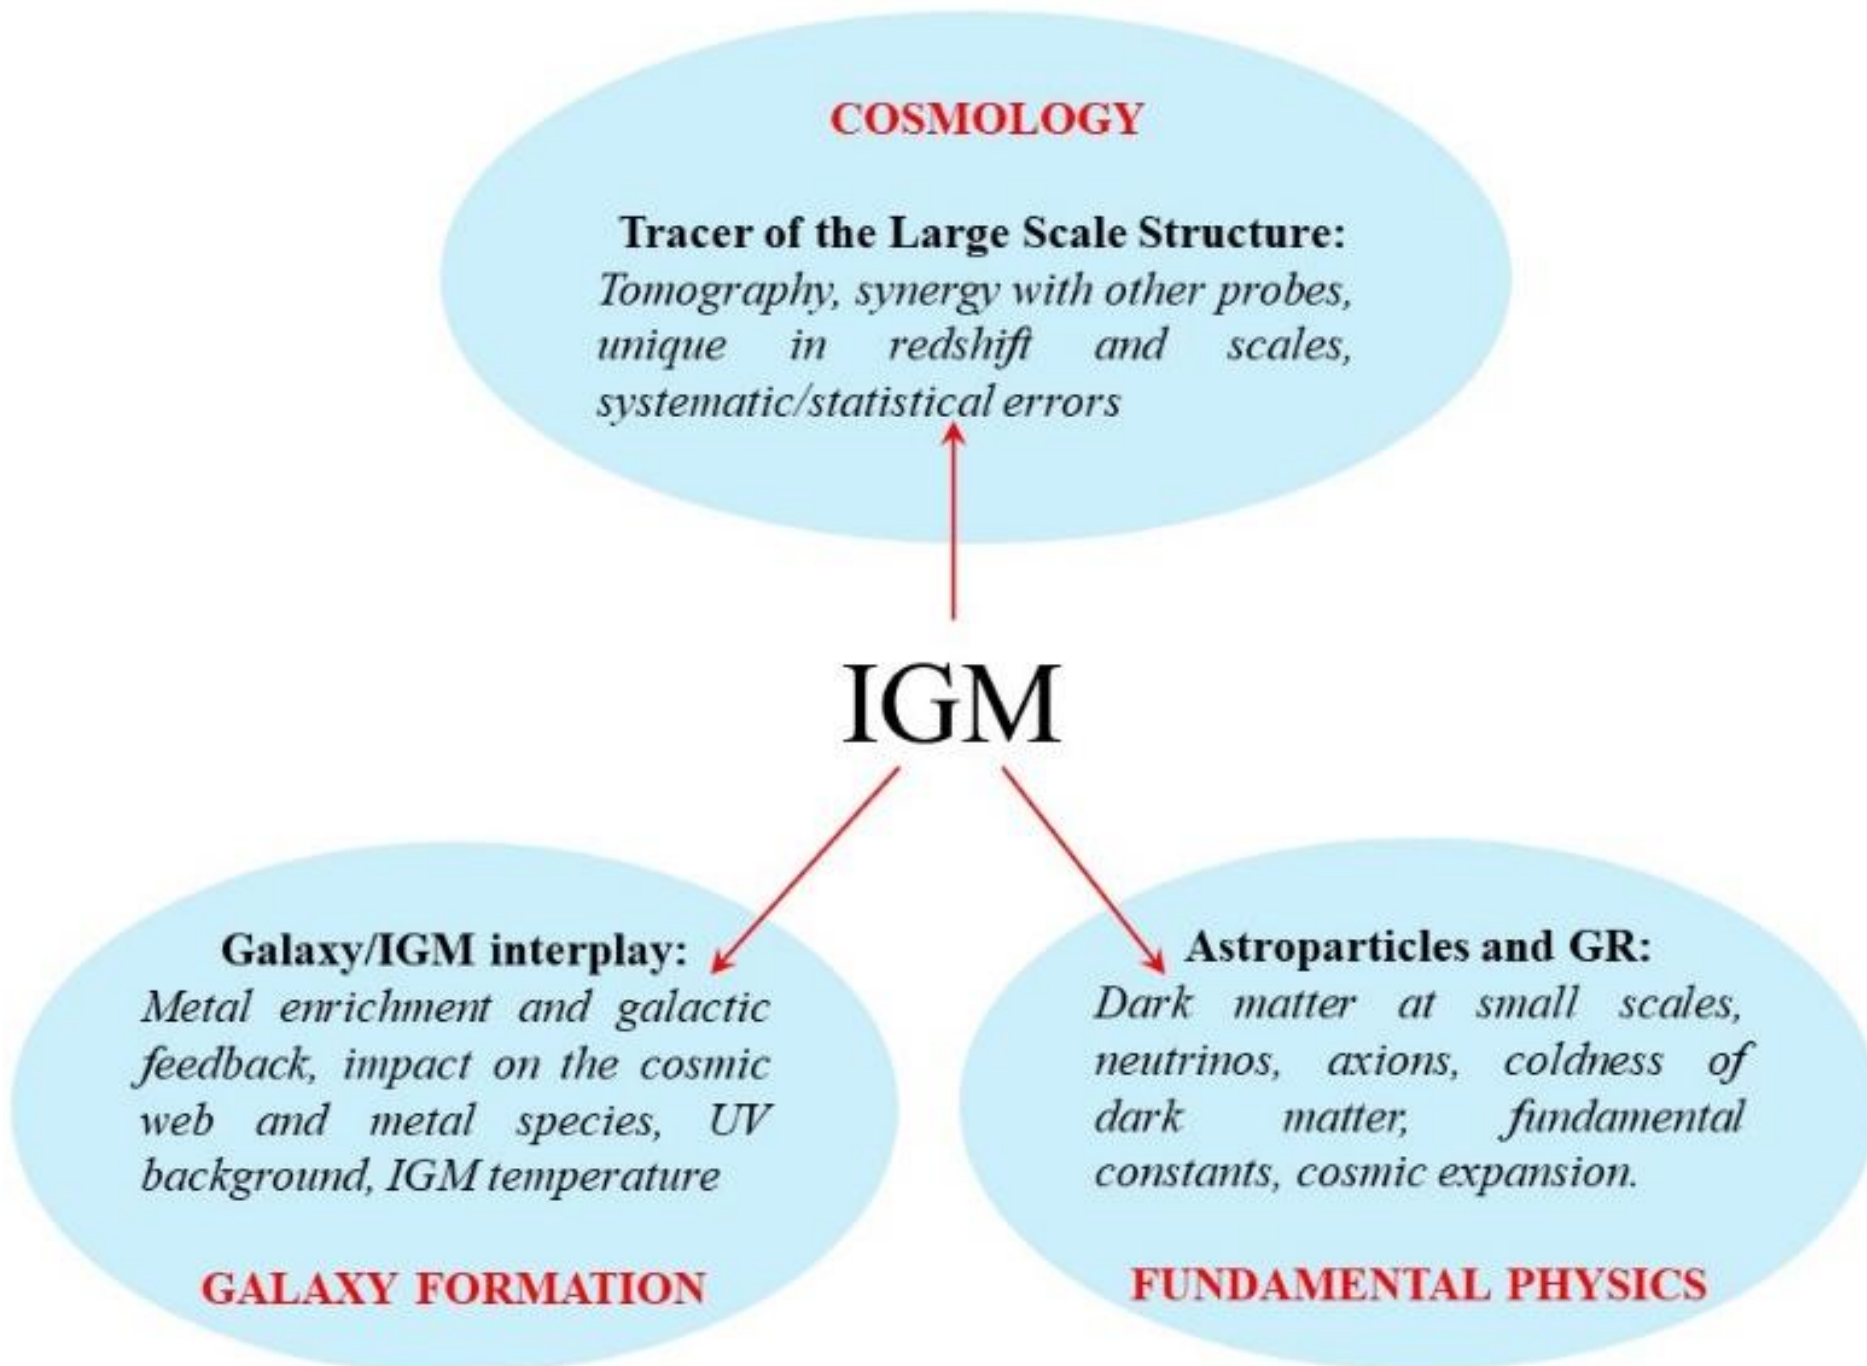 COSMOLOGY
Tracer of the Large Scale Structure:
Tomography, synergy with other probes,
unique in redshift and scales,
systematic/statistical errors
IGM
Galaxy/IGM interplay:
Metal enrichment and galactic
feedback, impact on the cosmic
web and metal species, UV
background, IGM temperature
GALAXY FORMATION
Astroparticles and GR:
Dark matter at small scales,
neutrinos, axions, coldness of
dark matter, fundamental
constants, cosmic expansion.
FUNDAMENTAL PHYSICS